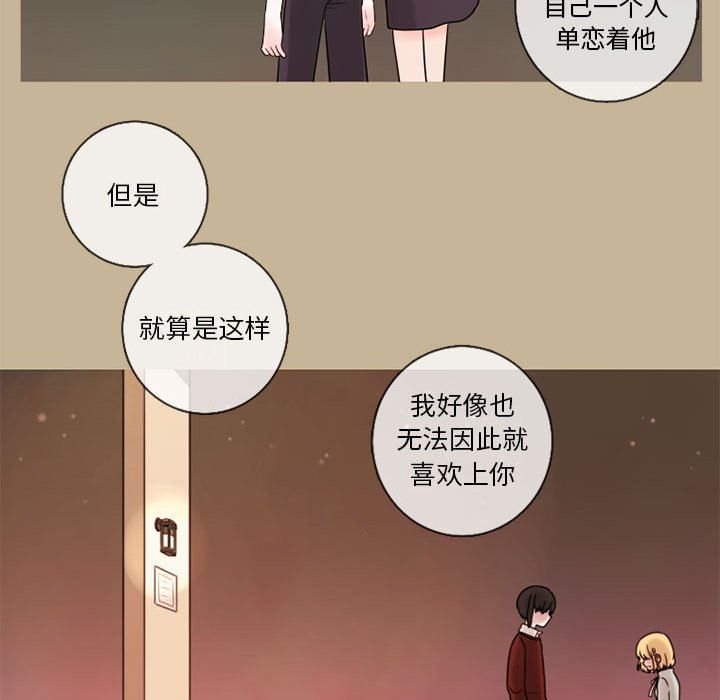 自己一个人
单恋着他
但是
就算是这样
我好像也
无法因此就
喜欢上你